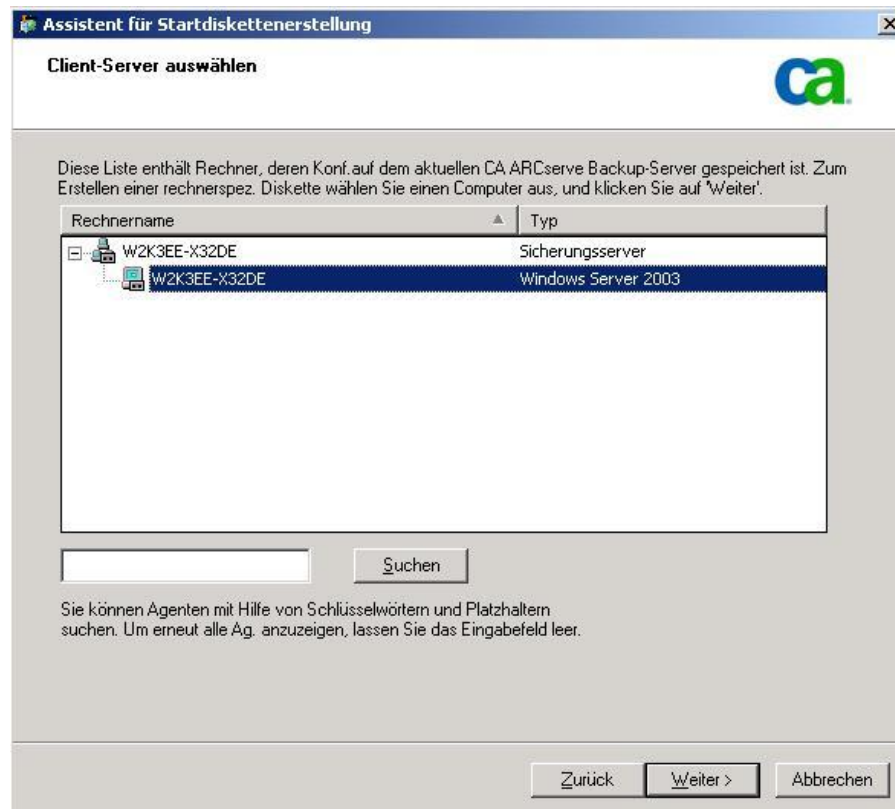 Assistent für Startdiskettenerstellung
Client-Server auswählen
ca
Diese Liste enthält Rechner, deren Konf.auf dem aktuellen CA ARCserve Backup-Server gespeichert ist. Zum
Erstellen einer rechnerspez. Diskette wählen Sie einen Computer aus, und klicken Sie auf 'Weiter'.
Rechnername Typ
W2K3EE-X32DE Sicherungsserver
W2K3EE-X32DE Windows Server 2003
Suchen
Sie können Agenten mit Hilfe von Schlüsselwörtern und Platzhaltern
suchen. Um erneut alle Ag. anzuzeigen, lassen Sie das Eingabefeld leer.
Zurück Weiter > Abbrechen